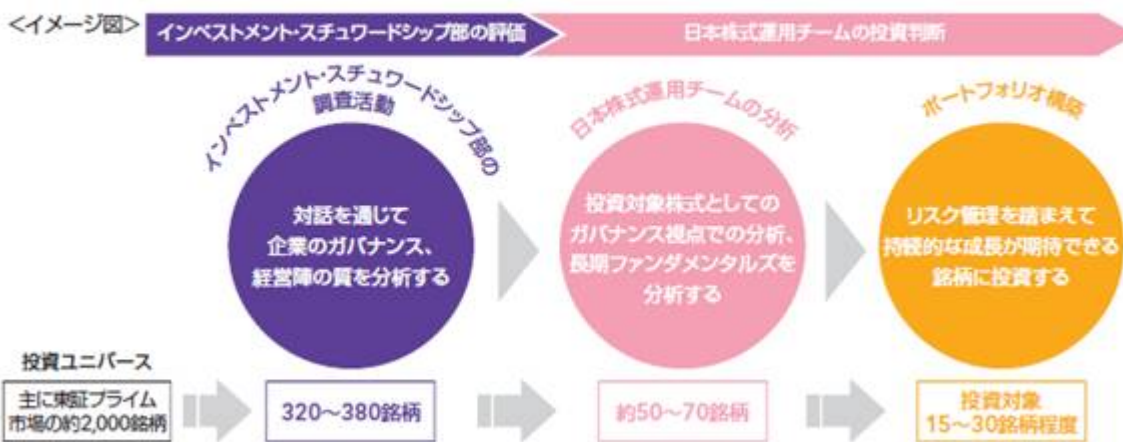 <イメージ図>
インベストメント・スチュワードシップ部の評価
日本株式運用チームの投資判断
インベストメント・スチュワードシップ部の
調査活動
対話を通じて
企業のガバナンス、
経営陣の質を分析する
日本株式運用チームの分析
投資対象株式としての
ガバナンス視点での分析、
長期ファンダメンタルズを
分析する
ポートフォリオ構築
リスク管理を踏まえて
持続的な成長が期待できる
銘柄に投資する
投資ユニバース
主に東証プライム
市場の約2,000銘柄
320～380銘柄
約50～70銘柄
投資対象
15～30銘柄程度